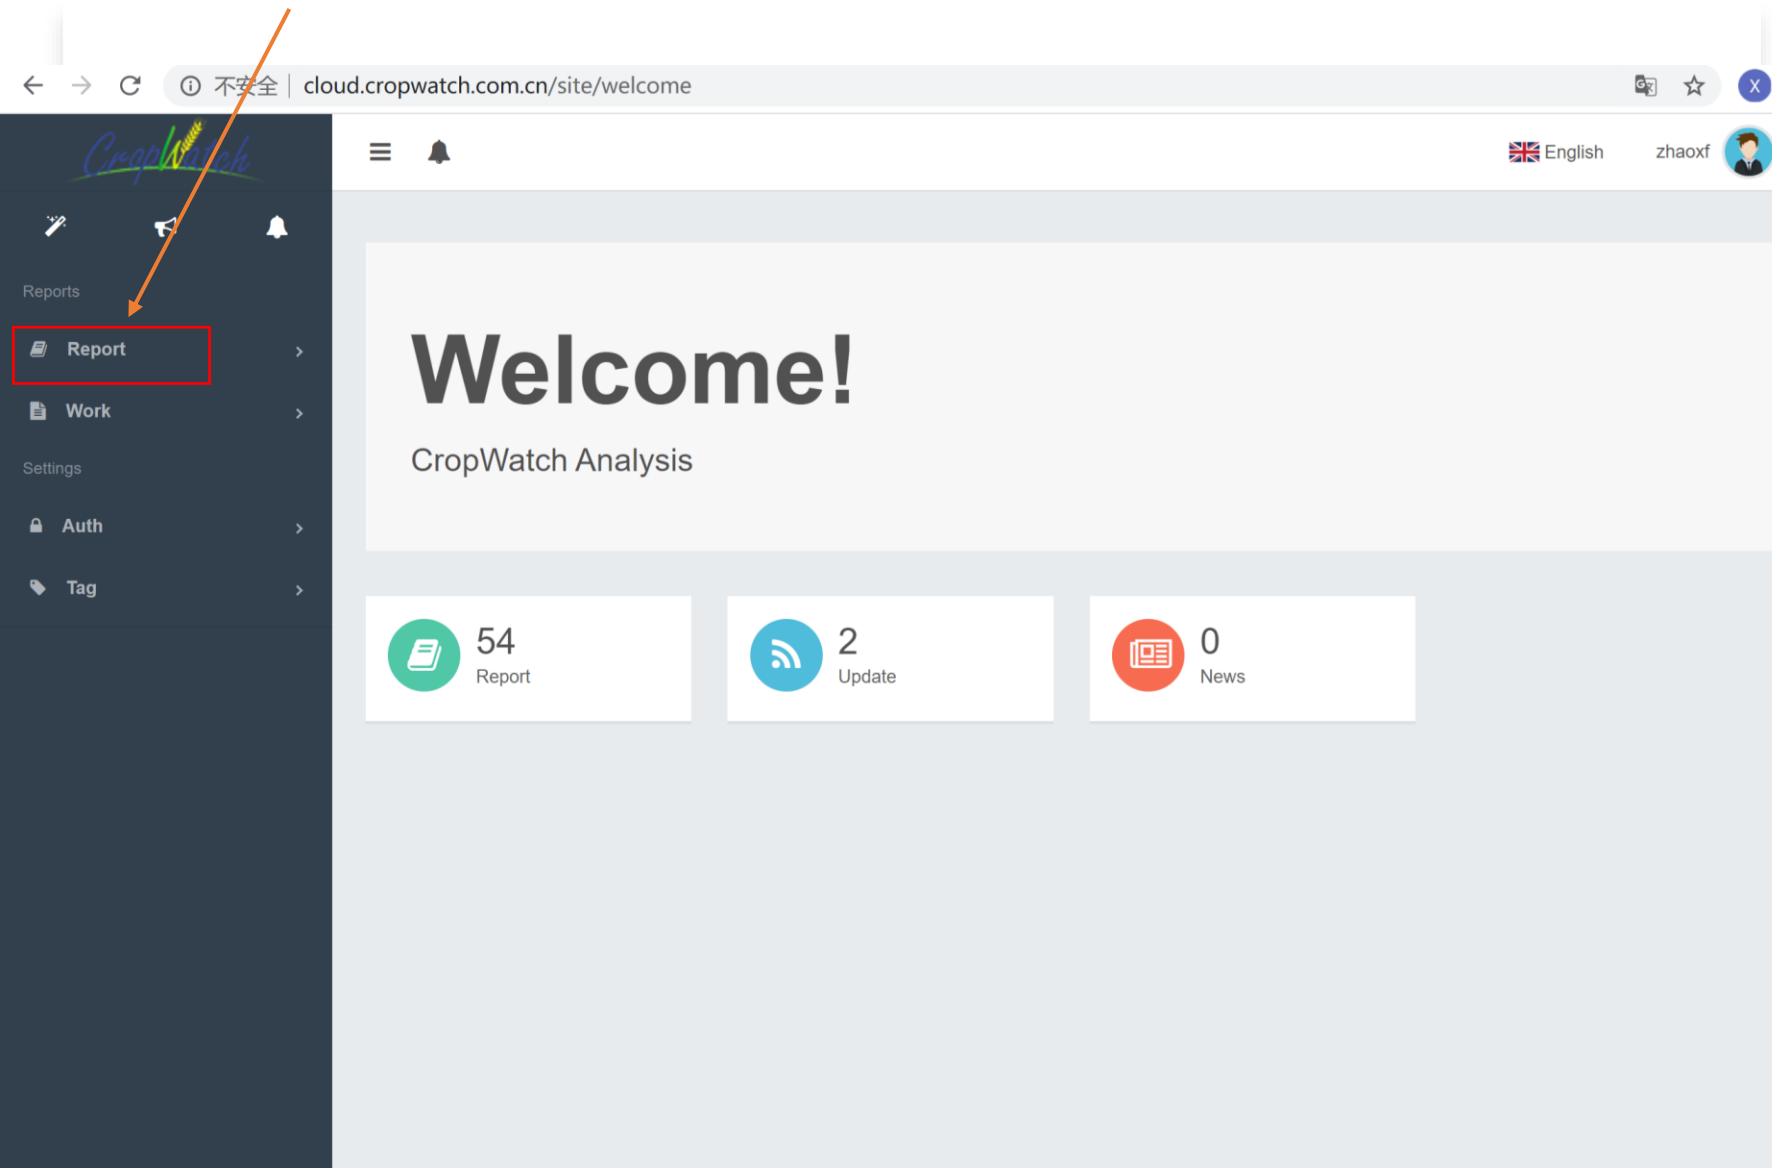 不安全 | cloud.cropwatch.com.cn/site/welcome
X
CropWatch
English
zhaoxf
Reports
Report
Work
Settings
Auth
Tag
Welcome!
CropWatch Analysis
54
Report
2
Update
0
News